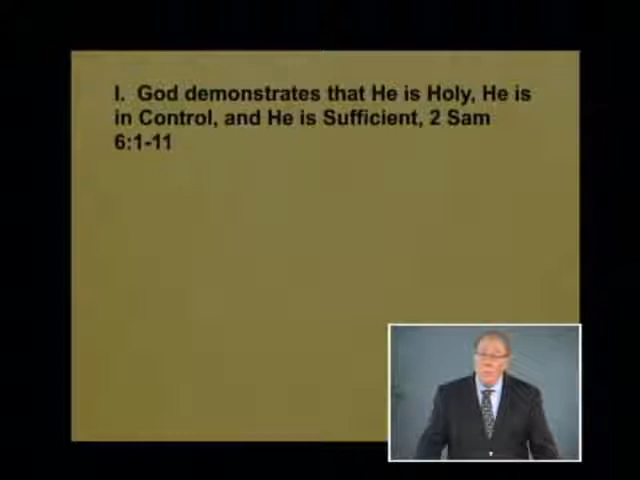 I. God demonstrates that He is Holy, He is
in Control, and He is Sufficient, 2 Sam
6:1-11